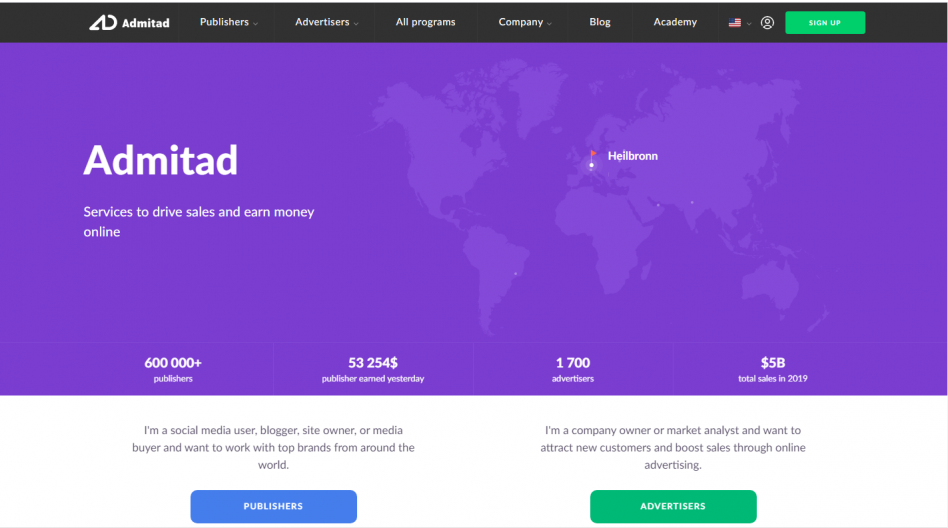 Admitad
Publishers
Advertisers
All programs
Company
Blog
Academy
SIGN UP
Admitad
Heilbronn
Services to drive sales and earn money
online
600 000+
publishers
53 254$
publisher earned yesterday
1 700
advertisers
$5B
total sales in 2019
I'm a social media user, blogger, site owner, or media
buyer and want to work with top brands from around the
world.
PUBLISHERS
I'm a company owner or market analyst and want to
attract new customers and boost sales through online
advertising.
ADVERTISERS